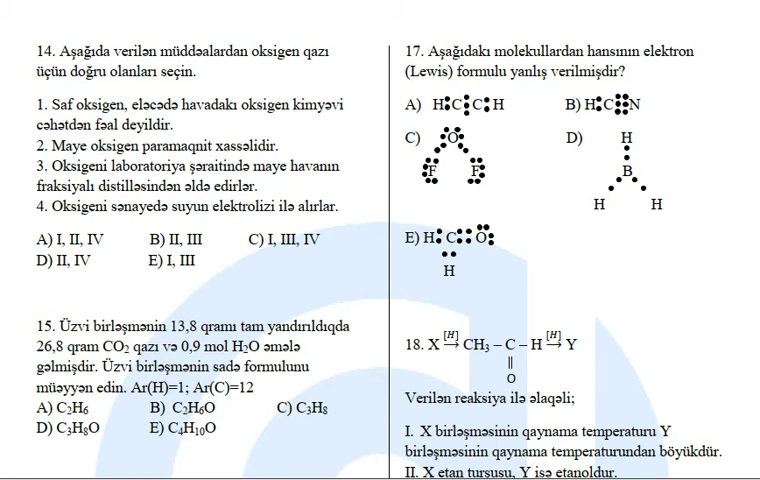 14. Aşağıda verilən müddəalardan oksigen qazı
üçün doğru olanları seçin.
1. Saf oksigen, eləcədə havadakı oksigen kimyəvi
cəhətdən fəal deyildir.
2. Maye oksigen paramaqnit xassəlidir.
3. Oksigeni laboratoriya şəraitində maye havanın
fraksiyalı distilləsindən əldə edirlər.
4. Oksigeni sənayedə suyun elektrolizi ilə alırlar.
A) I, II, IV B) II, III C) I, III, IV
D) II, IV E) I, III
15. Üzvi birləşmənin 13,8 qramı tam yandırıldıqda
26,8 qram CO₂ qazı və 0,9 mol H₂O əmələ
gəlmişdir. Üzvi birləşmənin sadə formulunu
müəyyən edin. Ar(H)=1; Ar(C)=12
A) C₂H₆ B) C₂H₆O C) C₃H₈
D) C₃H₈O E) C₄H₁₀O
17. Aşağıdakı molekullardan hansının elektron
(Lewis) formulu yanlış verilmişdir?
A) H:C:C:H B) H:C⋮⋮N
C) O D) H
F F B
H H
E) H:C::O:
H
18. X [H]→ CH₃ – C – H [H]→ Y
||
O
Verilən reaksiya ilə əlaqəli;
I. X birləşməsinin qaynama temperaturu Y
birləşməsinin qaynama temperaturundan böyükdür.
II. X etan turşusu, Y isə etanoldur.